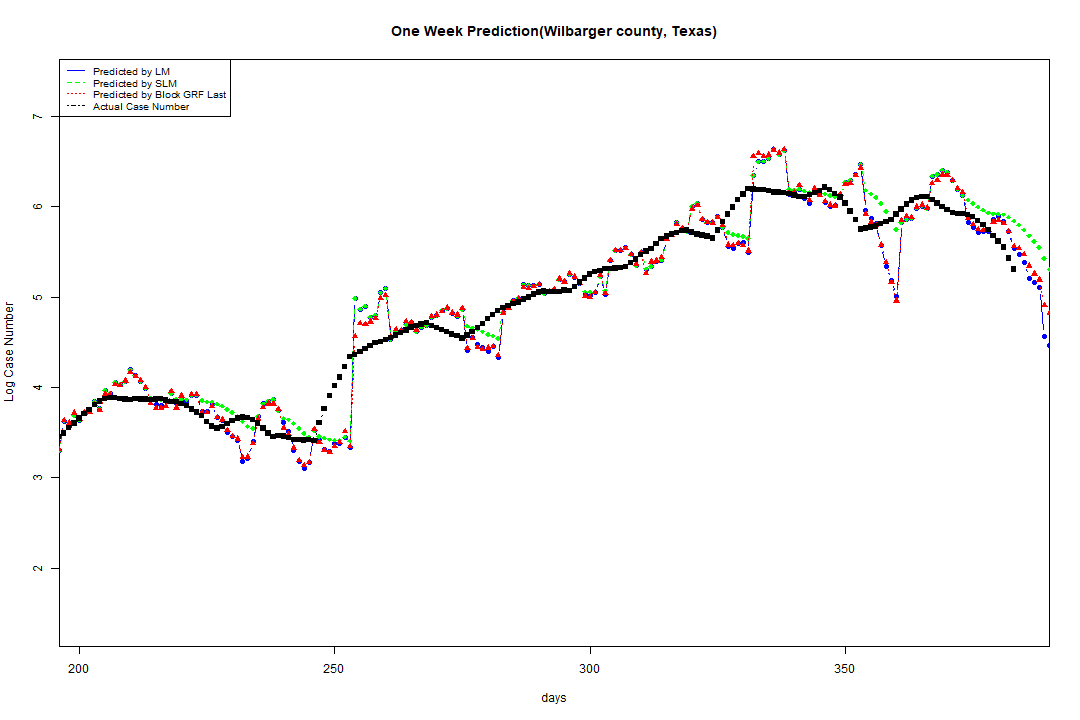 One Week Prediction(Wilbarger county, Texas)
Predicted by LM
Predicted by SLM
Predicted by Block GRF Last
Actual Case Number
7
6
5
4
3
2
Log Case Number
200 250 300 350
days